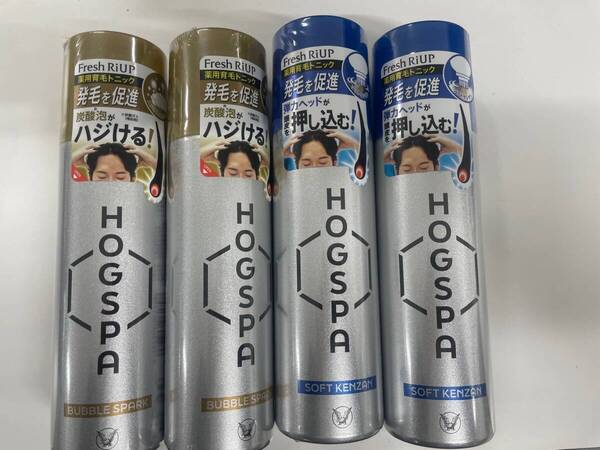 Fresh RiUP
薬用育毛トニック
発毛を促進
炭酸泡が
ハジける!
HOGSPA
BUBBLE SPARK
Fresh RiUP
薬用育毛トニック
発毛を促進
炭酸泡が
ハジける!
HOGSPA
BUBBLE SPA
Fresh RiUP
薬用育毛トニック
発毛を促進
弾力ヘッドが
押し込む!
HOGSPA
SOFT KENZAN
Fresh RiUP
薬用育毛トニック
発毛を促進
弾力ヘッドが
押し込む!
HOGSPA
SOFT KENZAN